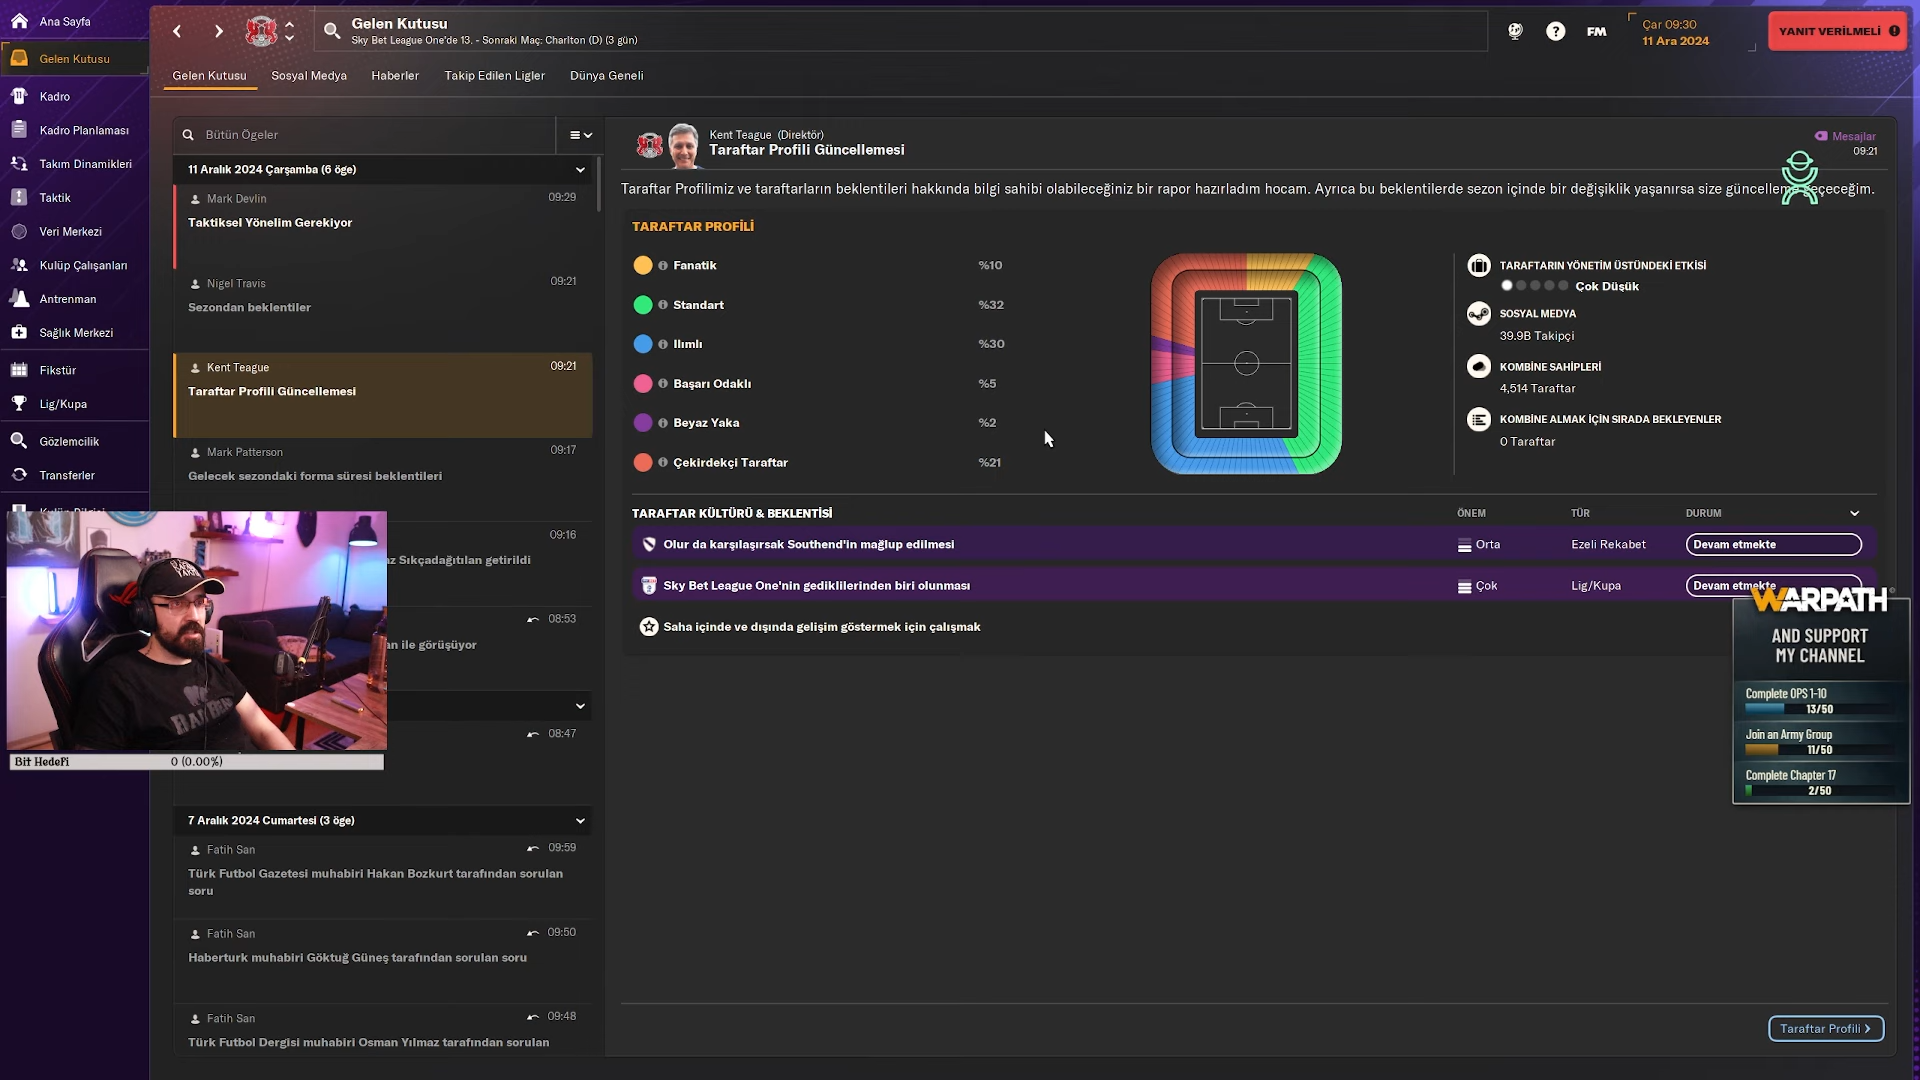 Ana Sayfa
Gelen Kutusu
Kadro
Kadro Planlaması
Takım Dinamikleri
Taktik
Veri Merkezi
Kulüp Çalışanları
Antrenman
Sağlık Merkezi
Fikstür
Lig/Kupa
Gözlemcilik
Transferler
Gelen Kutusu
Sky Bet League One'de 13. - Sonraki Maç: Charlton (D) (3 gün)
FM
Çar 09:30
11 Ara 2024
YANIT VERİLMELİ
Gelen Kutusu
Sosyal Medya
Haberler
Takip Edilen Ligler
Dünya Geneli
Bütün Ögeler
11 Aralık 2024 Çarşamba (6 öge)
Mark Devlin 09:29
Taktiksel Yönelim Gerekiyor
Nigel Travis 09:21
Sezondan beklentiler
Kent Teague 09:21
Taraftar Profili Güncellemesi
Mark Patterson 09:17
Gelecek sezondaki forma süresi beklentileri
09:16
Sıkçadağıtılan getirildi
08:53
ile görüşüyor
08:47
7 Aralık 2024 Cumartesi (3 öge)
Fatih San 09:59
Türk Futbol Gazetesi muhabiri Hakan Bozkurt tarafından sorulan
soru
Fatih San 09:50
Haberturk muhabiri Göktuğ Güneş tarafından sorulan soru
Fatih San 09:48
Türk Futbol Dergisi muhabiri Osman Yılmaz tarafından sorulan
Bit Hedefi 0 (0.00%)
Kent Teague (Direktör)
Taraftar Profili Güncellemesi
Mesajlar
09:21
Taraftar Profilimiz ve taraftarların beklentileri hakkında bilgi sahibi olabileceğiniz bir rapor hazırladım hocam. Ayrıca bu beklentilerde sezon içinde bir değişiklik yaşanırsa size güncelleme geçeceğim.
TARAFTAR PROFİLİ
Fanatik %10
Standart %32
Ilımlı %30
Başarı Odaklı %5
Beyaz Yaka %2
Çekirdekçi Taraftar %21
TARAFTARIN YÖNETİM ÜSTÜNDEKİ ETKİSİ
Çok Düşük
SOSYAL MEDYA
39.9B Takipçi
KOMBİNE SAHİPLERİ
4,514 Taraftar
KOMBİNE ALMAK İÇİN SIRADA BEKLEYENLER
0 Taraftar
TARAFTAR KÜLTÜRÜ & BEKLENTİSİ ÖNEM TÜR DURUM
Olur da karşılaşırsak Southend'in mağlup edilmesi Orta Ezeli Rekabet Devam etmekte
Sky Bet League One'nin gediklilerinden biri olunması Çok Lig/Kupa Devam etmekte
Saha içinde ve dışında gelişim göstermek için çalışmak
WARPATH
AND SUPPORT
MY CHANNEL
Complete OPS 1-10
13/50
Join an Army Group
11/50
Complete Chapter 17
2/50
Taraftar Profili